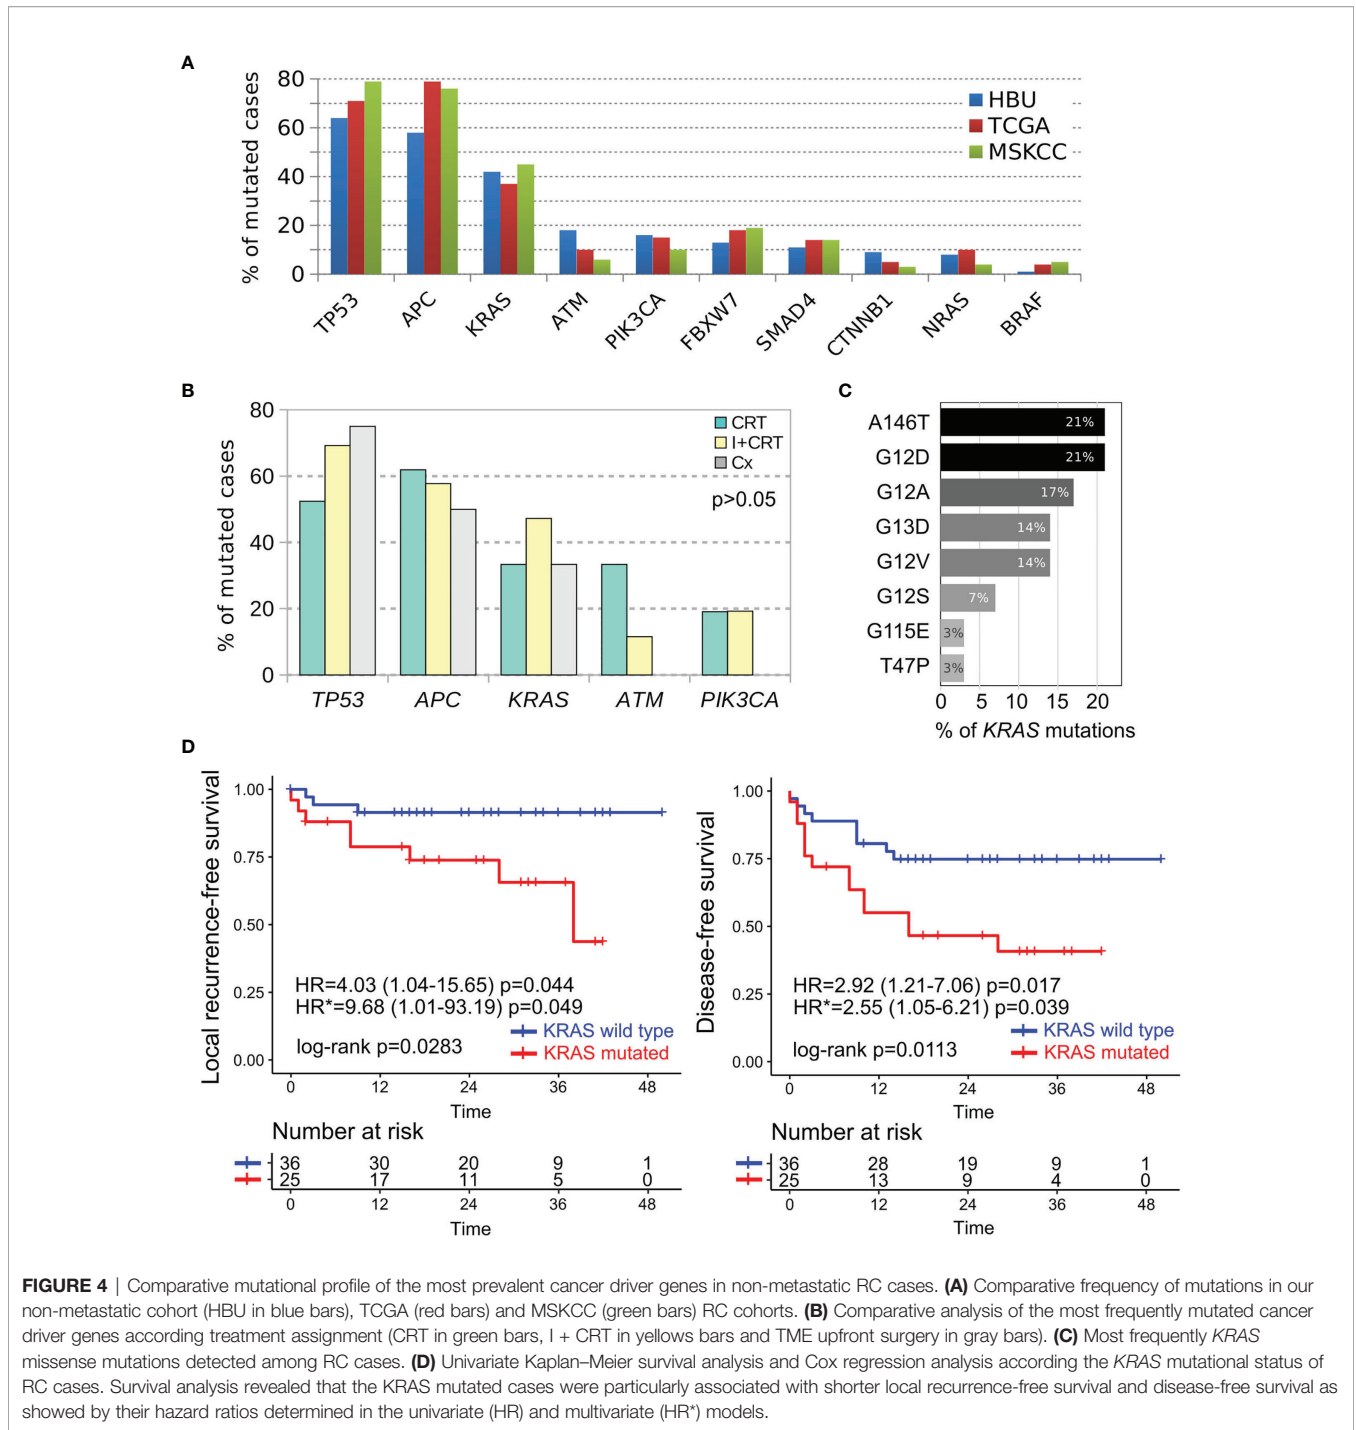 A
% of mutated cases
80
60
40
20
0
HBU
TCGA
MSKCC
TP53
APC
KRAS
ATM
PIK3CA
FBXW7
SMAD4
CTNNB1
NRAS
BRAF
B
% of mutated cases
80
60
40
20
0
CRT
I+CRT
Cx
p>0.05
TP53
APC
KRAS
ATM
PIK3CA
C
A146T 21%
G12D 21%
G12A 17%
G13D 14%
G12V 14%
G12S 7%
G115E 3%
T47P 3%
0 5 10 15 20
% of KRAS mutations
D
Local recurrence-free survival
1.00
0.75
0.50
0.25
0.00
HR=4.03 (1.04-15.65) p=0.044
HR*=9.68 (1.01-93.19) p=0.049
KRAS wild type
log-rank p=0.0283
KRAS mutated
0 12 24 36 48
Time
Number at risk
36 30 20 9 1
25 17 11 5 0
0 12 24 36 48
Time
Disease-free survival
1.00
0.75
0.50
0.25
0.00
HR=2.92 (1.21-7.06) p=0.017
HR*=2.55 (1.05-6.21) p=0.039
KRAS wild type
log-rank p=0.0113
KRAS mutated
0 12 24 36 48
Time
Number at risk
36 28 19 9 1
25 13 9 4 0
0 12 24 36 48
Time
FIGURE 4 | Comparative mutational profile of the most prevalent cancer driver genes in non-metastatic RC cases. (A) Comparative frequency of mutations in our
non-metastatic cohort (HBU in blue bars), TCGA (red bars) and MSKCC (green bars) RC cohorts. (B) Comparative analysis of the most frequently mutated cancer
driver genes according treatment assignment (CRT in green bars, I + CRT in yellows bars and TME upfront surgery in gray bars). (C) Most frequently KRAS
missense mutations detected among RC cases. (D) Univariate Kaplan–Meier survival analysis and Cox regression analysis according the KRAS mutational status of
RC cases. Survival analysis revealed that the KRAS mutated cases were particularly associated with shorter local recurrence-free survival and disease-free survival as
showed by their hazard ratios determined in the univariate (HR) and multivariate (HR*) models.